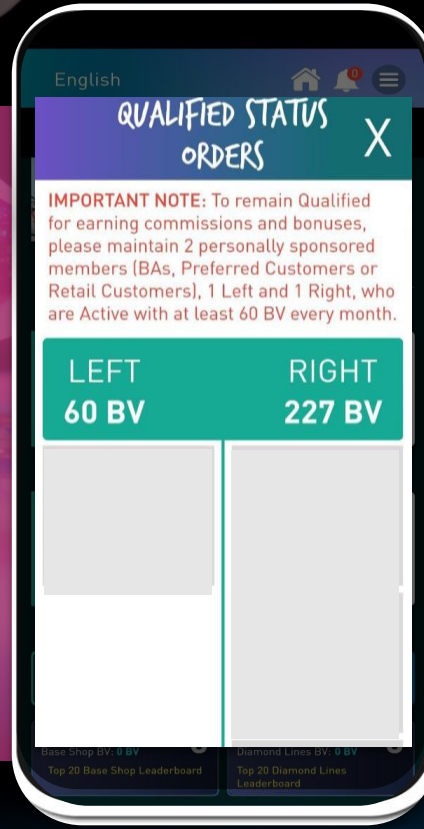 English
0
QUALIFIED STATUS
ORDERS
X
IMPORTANT NOTE: To remain Qualified
for earning commissions and bonuses,
please maintain 2 personally sponsored
members (BAs, Preferred Customers or
Retail Customers), 1 Left and 1 Right, who
are Active with at least 60 BV every month.
LEFT
60 BV
RIGHT
227 BV
Base Shop BV: 0 BV
Top 20 Base Shop Leaderboard
Diamond Lines BV: 0 BV
Top 20 Diamond Lines
Leaderboard